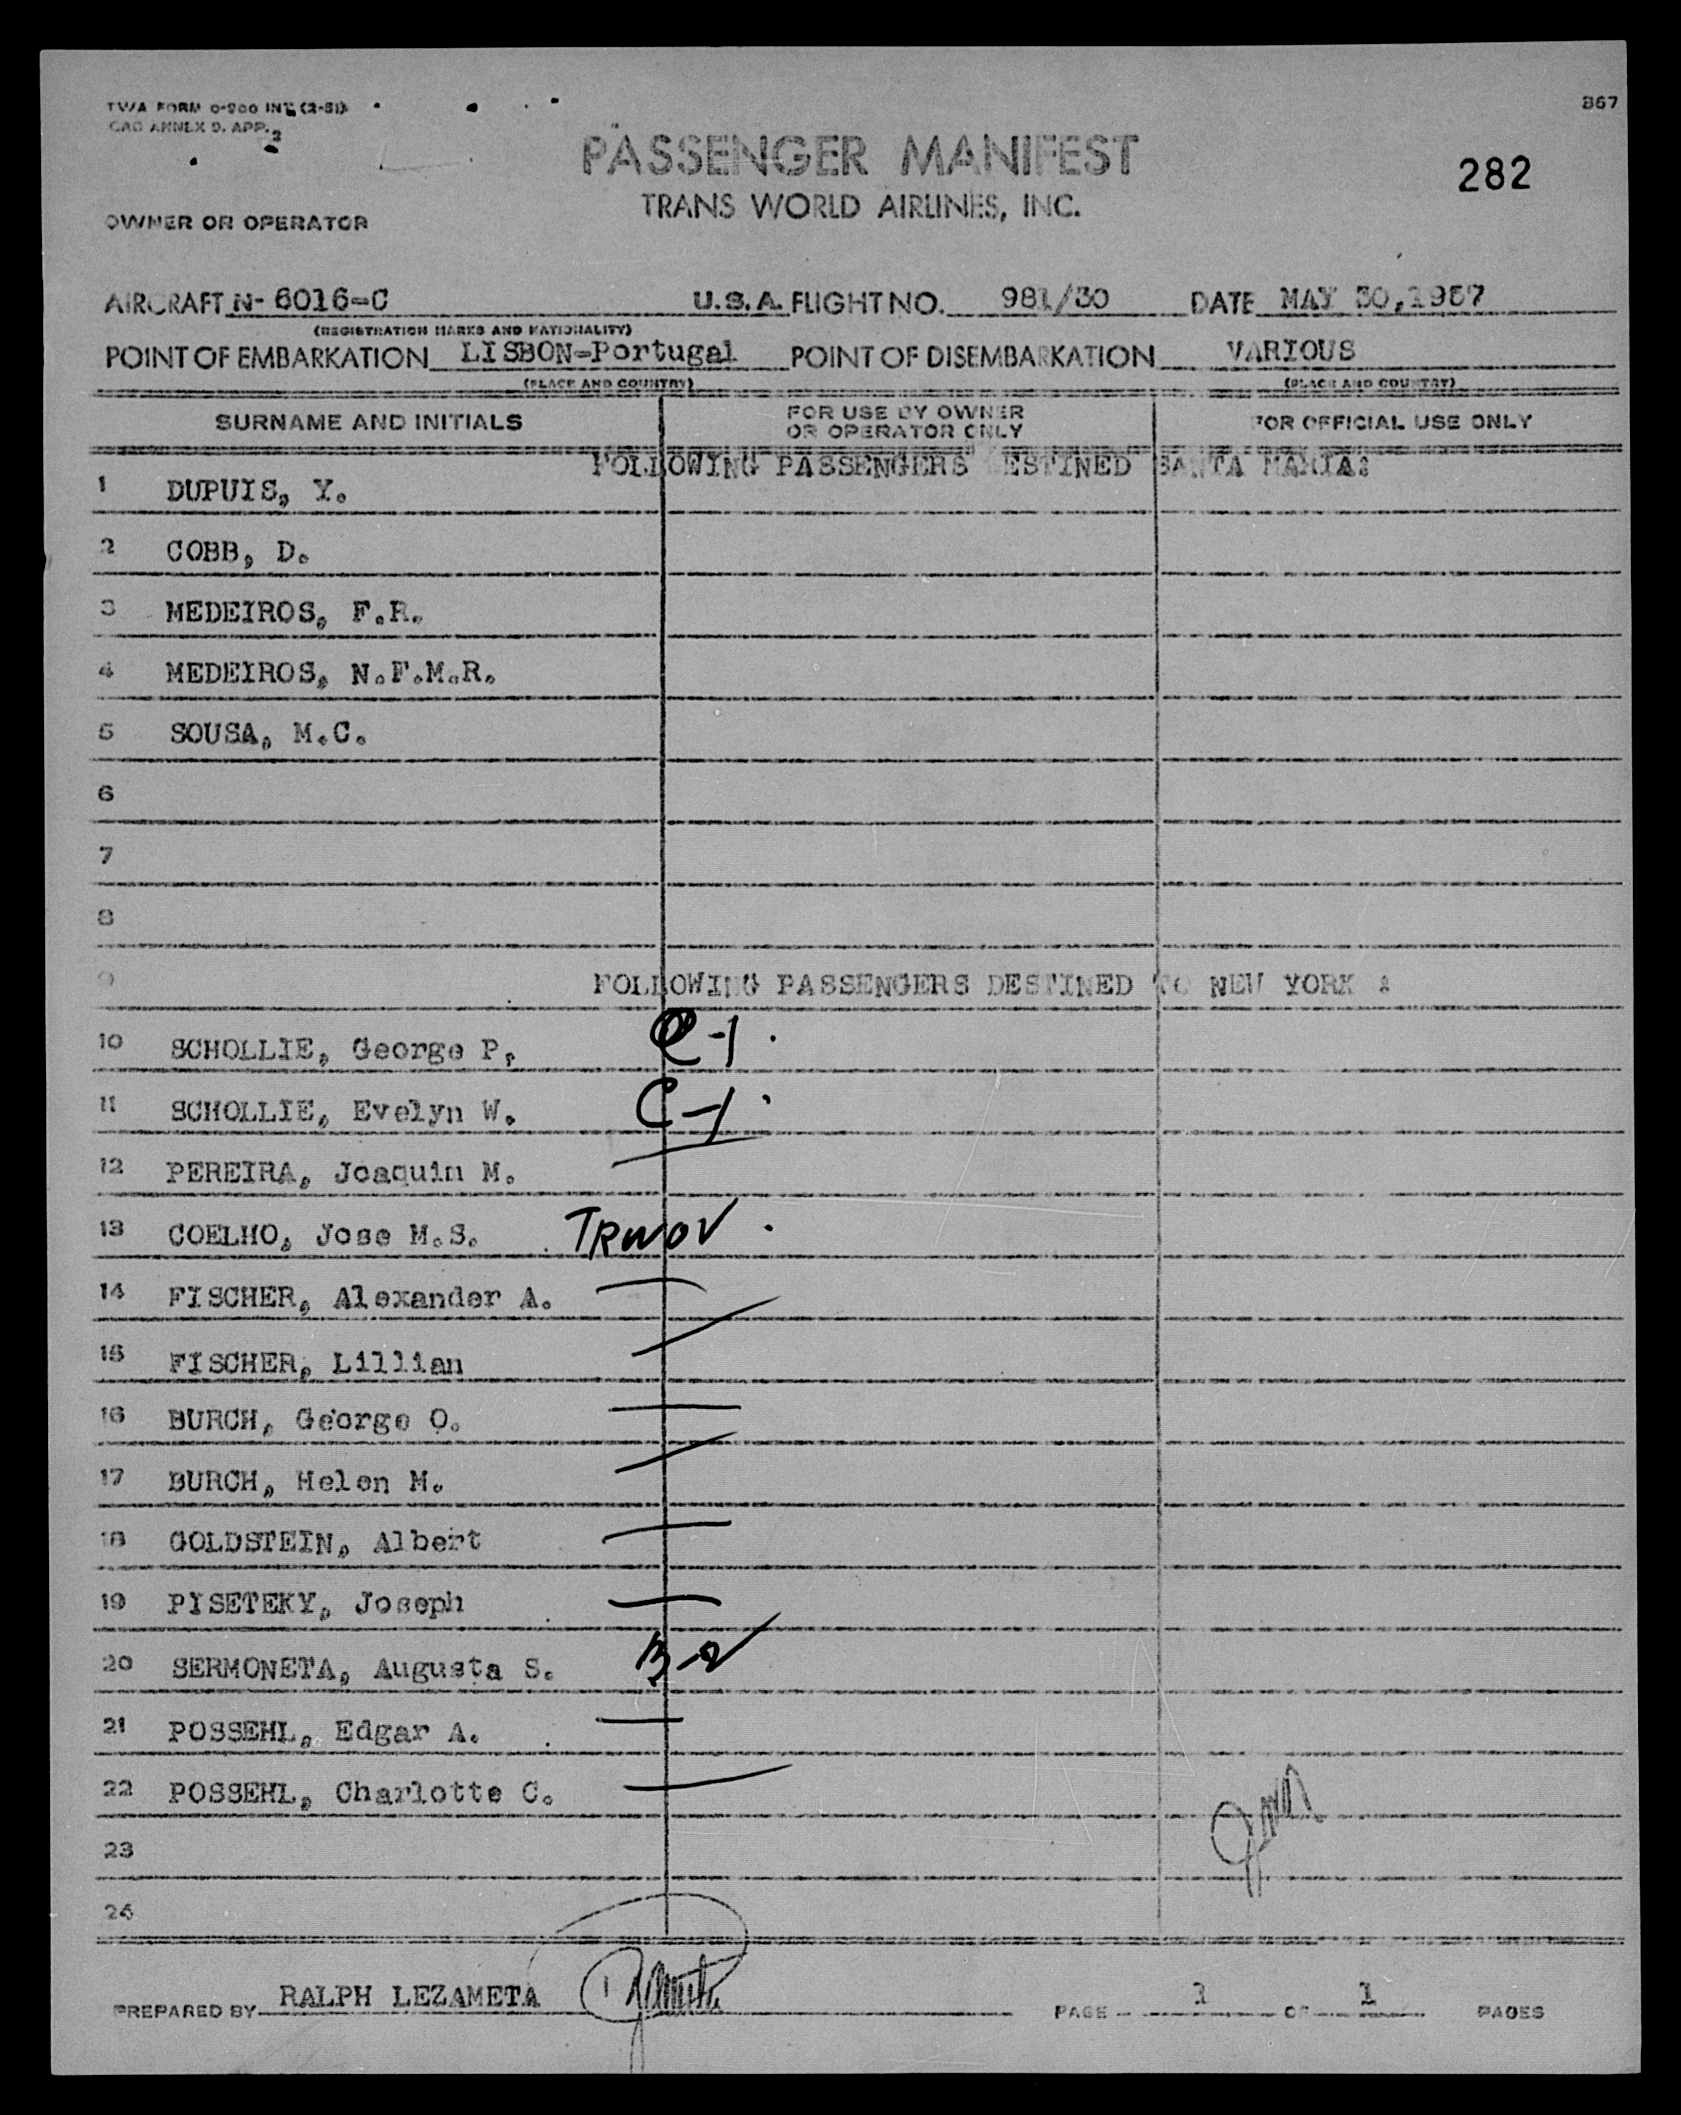 TWA FORM 0-900 INT (2-51)
CAO ANNEX 9. APP. 2
867
PASSENGER MANIFEST
282
TRANS WORLD AIRLINES, INC.
OWNER OR OPERATOR
AIRCRAFT N- 6016-C U.S.A. FLIGHT NO. 981/30 DATE MAY 30,1957
(REGISTRATION MARKS AND NATIONALITY)
POINT OF EMBARKATION LISBON-Portugal POINT OF DISEMBARKATION VARIOUS
(PLACE AND COUNTRY) (PLACE AND COUNTRY)
SURNAME AND INITIALS FOR USE BY OWNER OR OPERATOR ONLY FOR OFFICIAL USE ONLY
FOLLOWING PASSENGERS DESTINED SANTA MARIA:
1 DUPUIS, Y.
2 COBB, D.
3 MEDEIROS, F.R.
4 MEDEIROS, N.F.M.R.
5 SOUSA, M.C.
6
7
8
9 FOLLOWING PASSENGERS DESTINED TO NEW YORK :
10 SCHOLLIE, George P. C-1
11 SCHOLLIE, Evelyn W. C-1
12 PEREIRA, Joaquin M.
13 COELHO, Jose M.S. TRWOV
14 FISCHER, Alexander A.
15 FISCHER, Lillian
16 BURCH, George O.
17 BURCH, Helen M.
18 GOLDSTEIN, Albert
19 PISETEKY, Joseph
20 SERMONETA, Augusta S. B-2
21 POSSEHL, Edgar A.
22 POSSEHL, Charlotte C.
23
24
PREPARED BY RALPH LEZAMETA PAGE 1 OF 1 PAGES